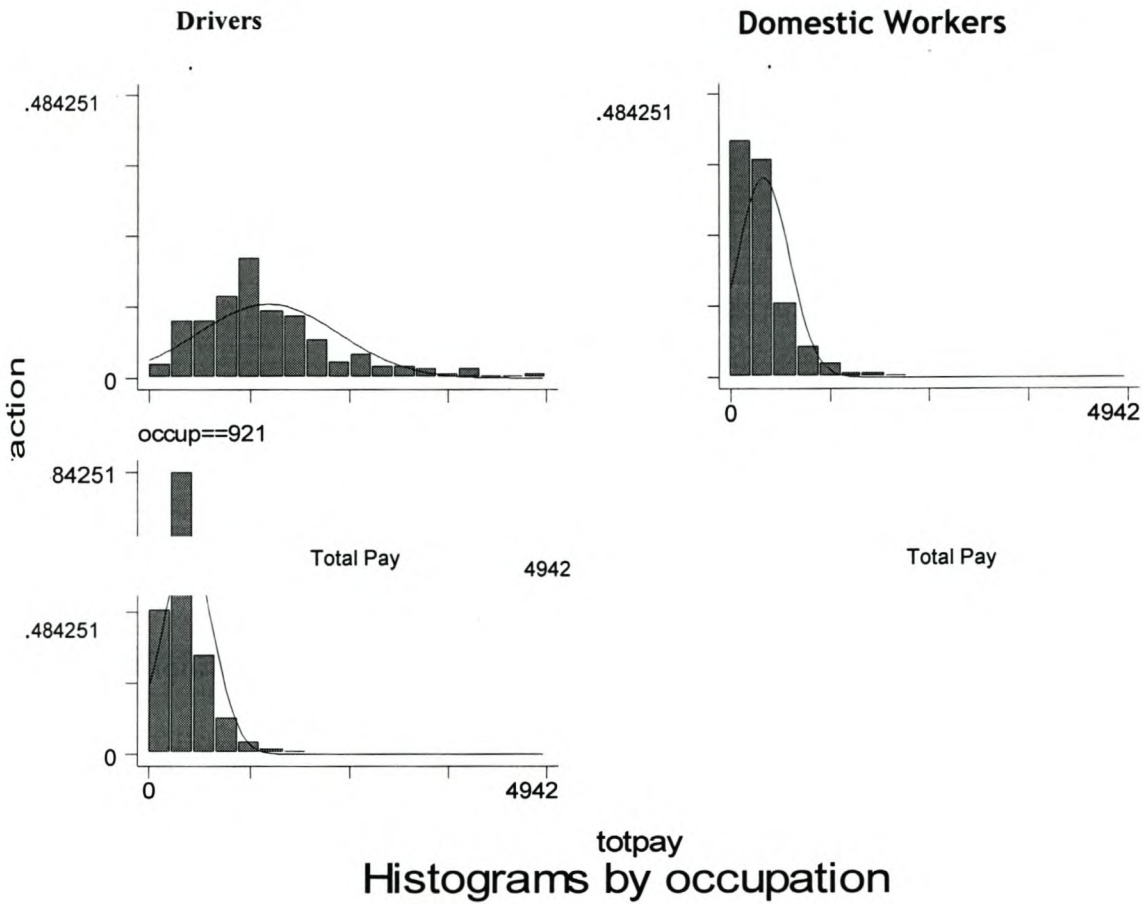 Drivers
Domestic Workers
.484251
.484251
0
0
4942
action
occup==921
84251
Total Pay
4942
Total Pay
.484251
0
0
4942
totpay
Histograms by occupation